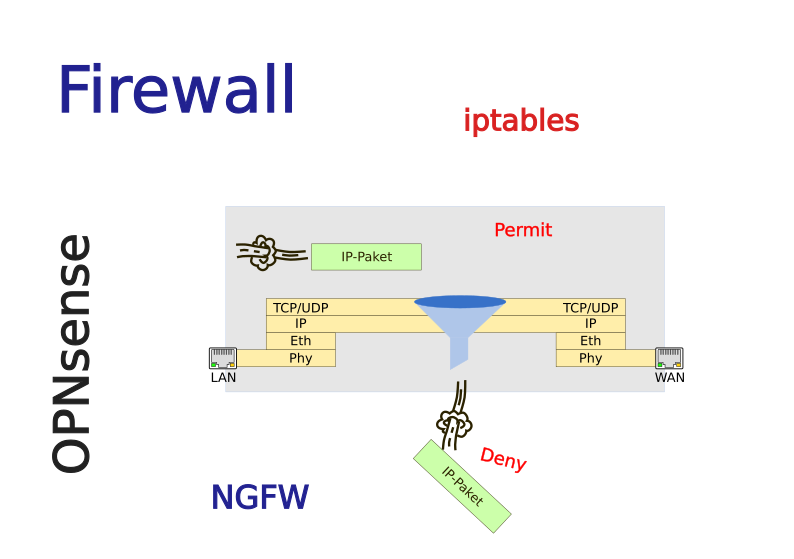 Firewall
iptables
OPNsense
Permit
IP-Paket
TCP/UDP
TCP/UDP
IP
IP
Eth
Eth
Phy
Phy
LAN
WAN
Deny
IP-Paket
NGFW